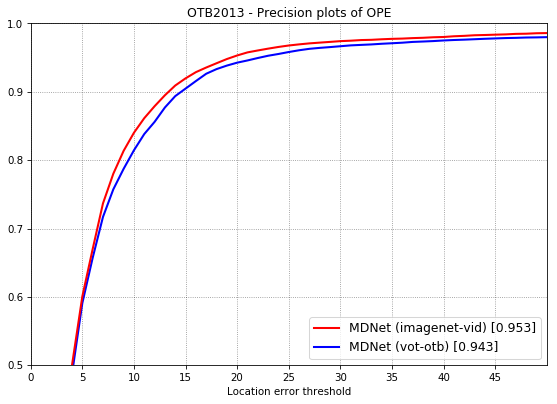 OTB2013 - Precision plots of OPE
1.0
0.9
0.8
0.7
0.6
0.5
MDNet (imagenet-vid) [0.953]
MDNet (vot-otb) [0.943]
0 5 10 15 20 25 30 35 40 45
Location error threshold